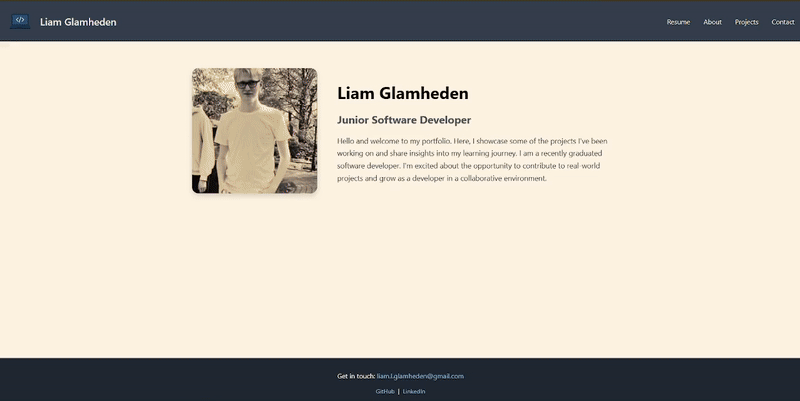 </> Liam Glamheden Resume About Projects Contact
Liam Glamheden
Junior Software Developer
Hello and welcome to my portfolio. Here, I showcase some of the projects I've been
working on and share insights into my learning journey. I am a recently graduated
software developer. I'm excited about the opportunity to contribute to real-world
projects and grow as a developer in a collaborative environment.
Get in touch: liam.l.glamheden@gmail.com
GitHub | LinkedIn